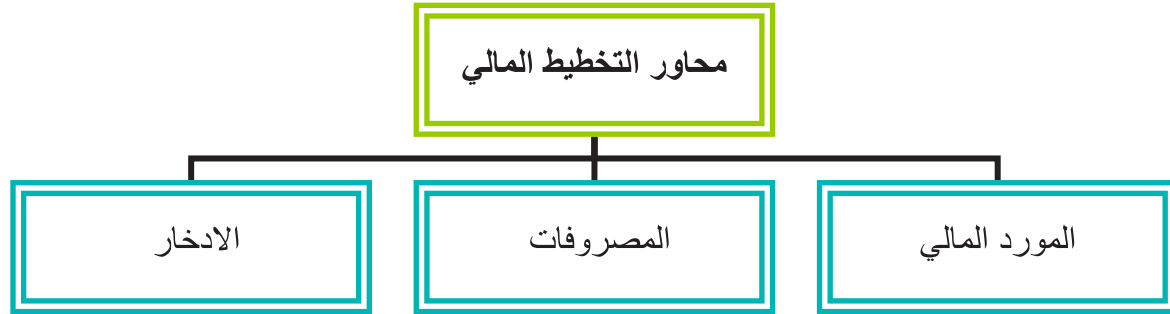 محاور التخطيط المالي
المورد المالي
المصروفات
الادخار